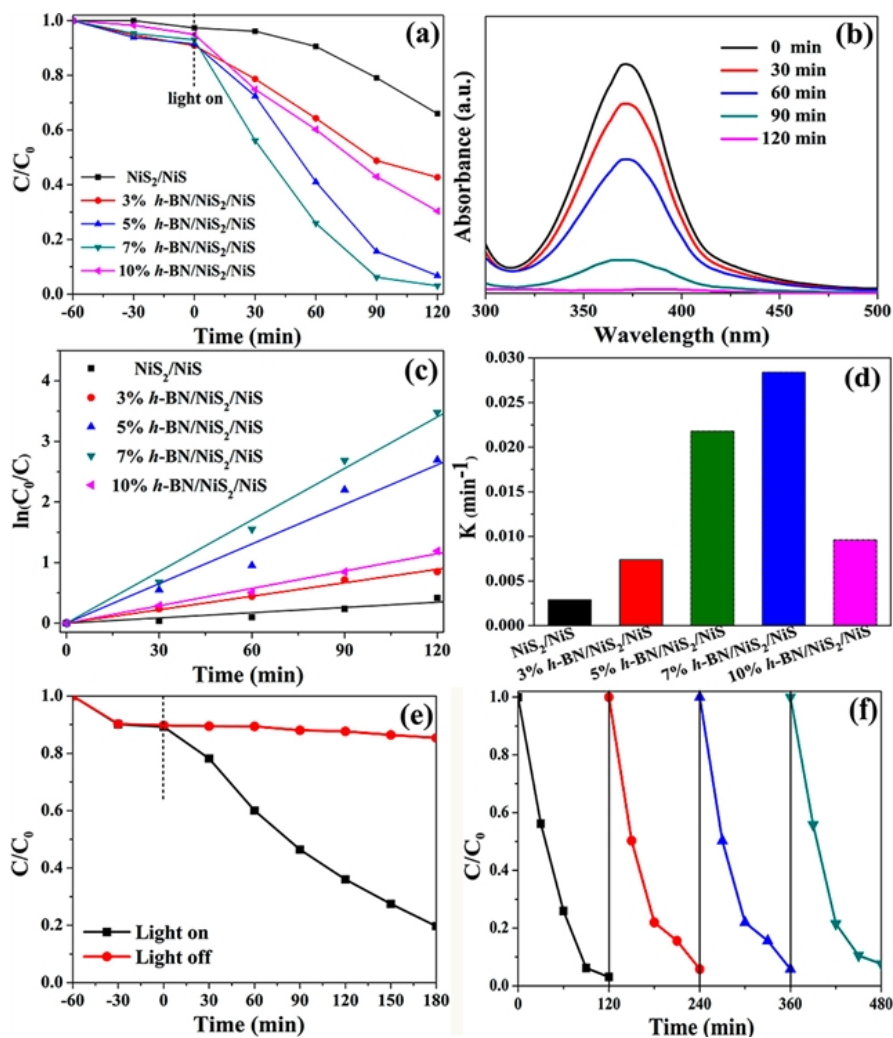 (a)
1.0
0.8
0.6
0.4
0.2
0.0
C/C₀
light on
NiS₂/NiS
3% h-BN/NiS₂/NiS
5% h-BN/NiS₂/NiS
7% h-BN/NiS₂/NiS
10% h-BN/NiS₂/NiS
-60 -30 0 30 60 90 120
Time (min)
(b)
Absorbance (a.u.)
0 min
30 min
60 min
90 min
120 min
300 350 400 450 500
Wavelength (nm)
(c)
4
3
2
1
0
ln(C₀/C)
NiS₂/NiS
3% h-BN/NiS₂/NiS
5% h-BN/NiS₂/NiS
7% h-BN/NiS₂/NiS
10% h-BN/NiS₂/NiS
0 30 60 90 120
Time (min)
(d)
0.030
0.025
0.020
0.015
0.010
0.005
0.000
K (min⁻¹)
NiS₂/NiS
3% h-BN/NiS₂/NiS
5% h-BN/NiS₂/NiS
7% h-BN/NiS₂/NiS
10% h-BN/NiS₂/NiS
(e)
1.0
0.8
0.6
0.4
0.2
0.0
C/C₀
Light on
Light off
-60 -30 0 30 60 90 120 150 180
Time (min)
(f)
1.0
0.8
0.6
0.4
0.2
0.0
C/C₀
0 120 240 360 480
Time (min)